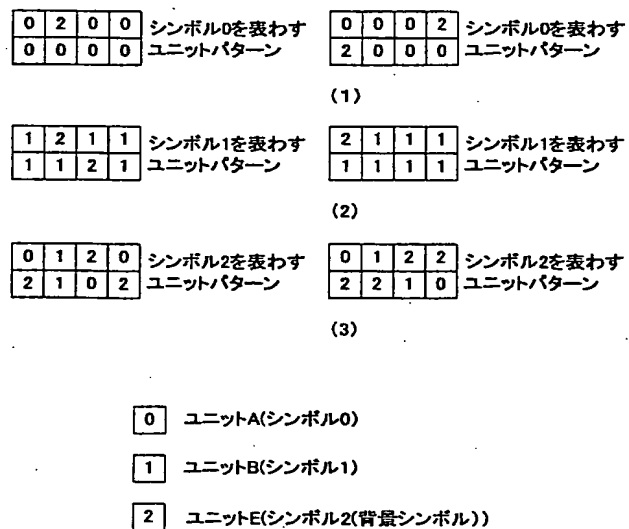 0 2 0 0 シンボル0を表わす
0 0 0 0 ユニットパターン
0 0 0 2 シンボル0を表わす
2 0 0 0 ユニットパターン
(1)
1 2 1 1 シンボル1を表わす
1 1 2 1 ユニットパターン
2 1 1 1 シンボル1を表わす
1 1 1 1 ユニットパターン
(2)
0 1 2 0 シンボル2を表わす
2 1 0 2 ユニットパターン
0 1 2 2 シンボル2を表わす
2 2 1 0 ユニットパターン
(3)
0 ユニットA(シンボル0)
1 ユニットB(シンボル1)
2 ユニットE(シンボル2(背景シンボル))